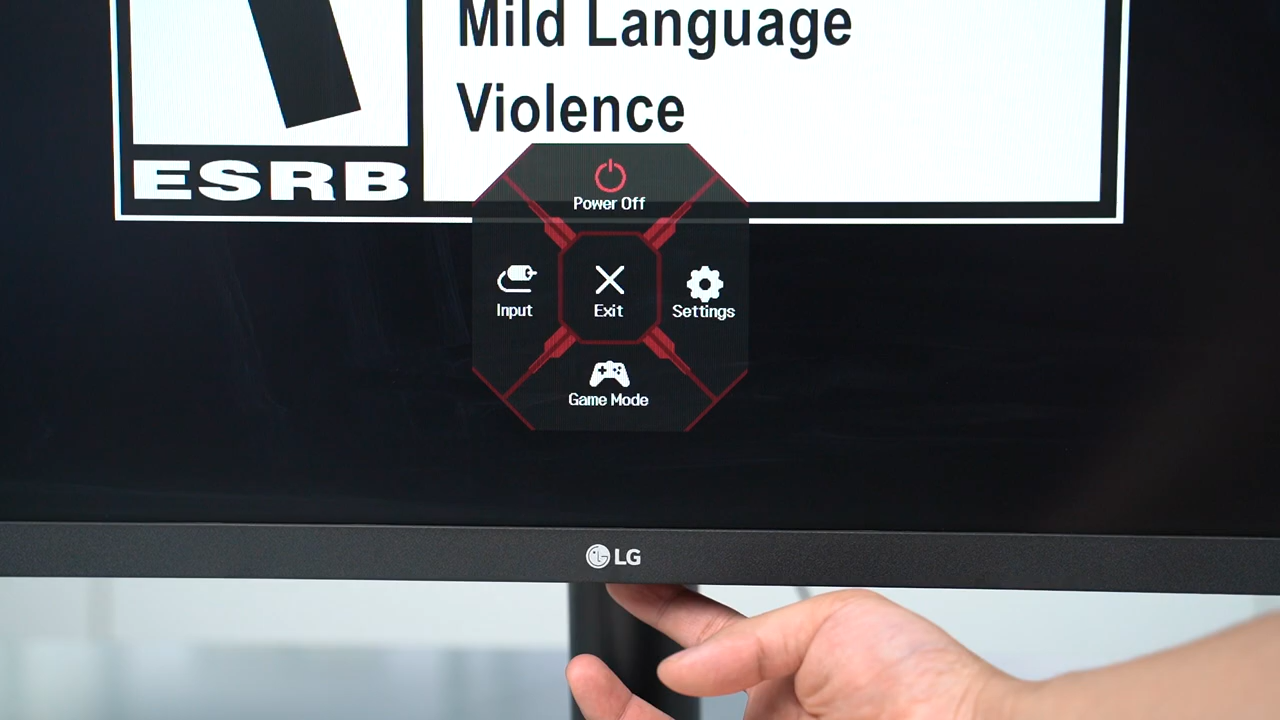 Mild Language
Violence
ESRB
Power Off
Input
Exit
Settings
Game Mode
LG